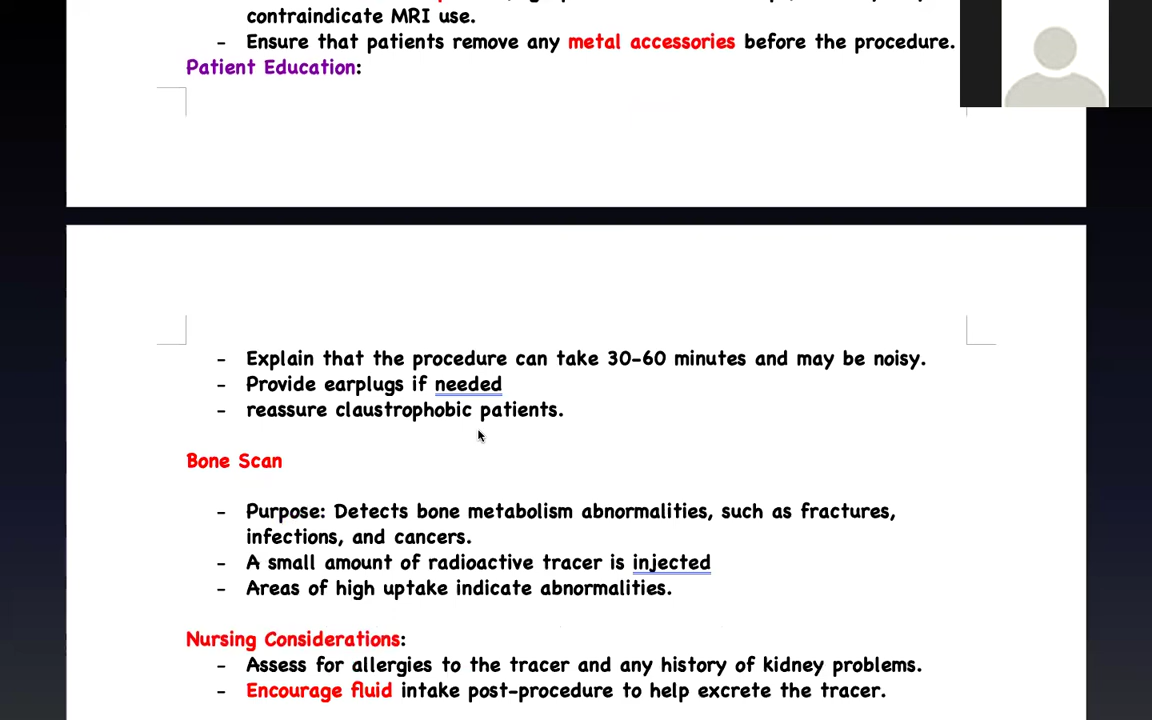 contraindicate MRI use.
- Ensure that patients remove any metal accessories before the procedure.
Patient Education:
- Explain that the procedure can take 30-60 minutes and may be noisy.
- Provide earplugs if needed
- reassure claustrophobic patients.
Bone Scan
- Purpose: Detects bone metabolism abnormalities, such as fractures,
infections, and cancers.
- A small amount of radioactive tracer is injected
- Areas of high uptake indicate abnormalities.
Nursing Considerations:
- Assess for allergies to the tracer and any history of kidney problems.
- Encourage fluid intake post-procedure to help excrete the tracer.